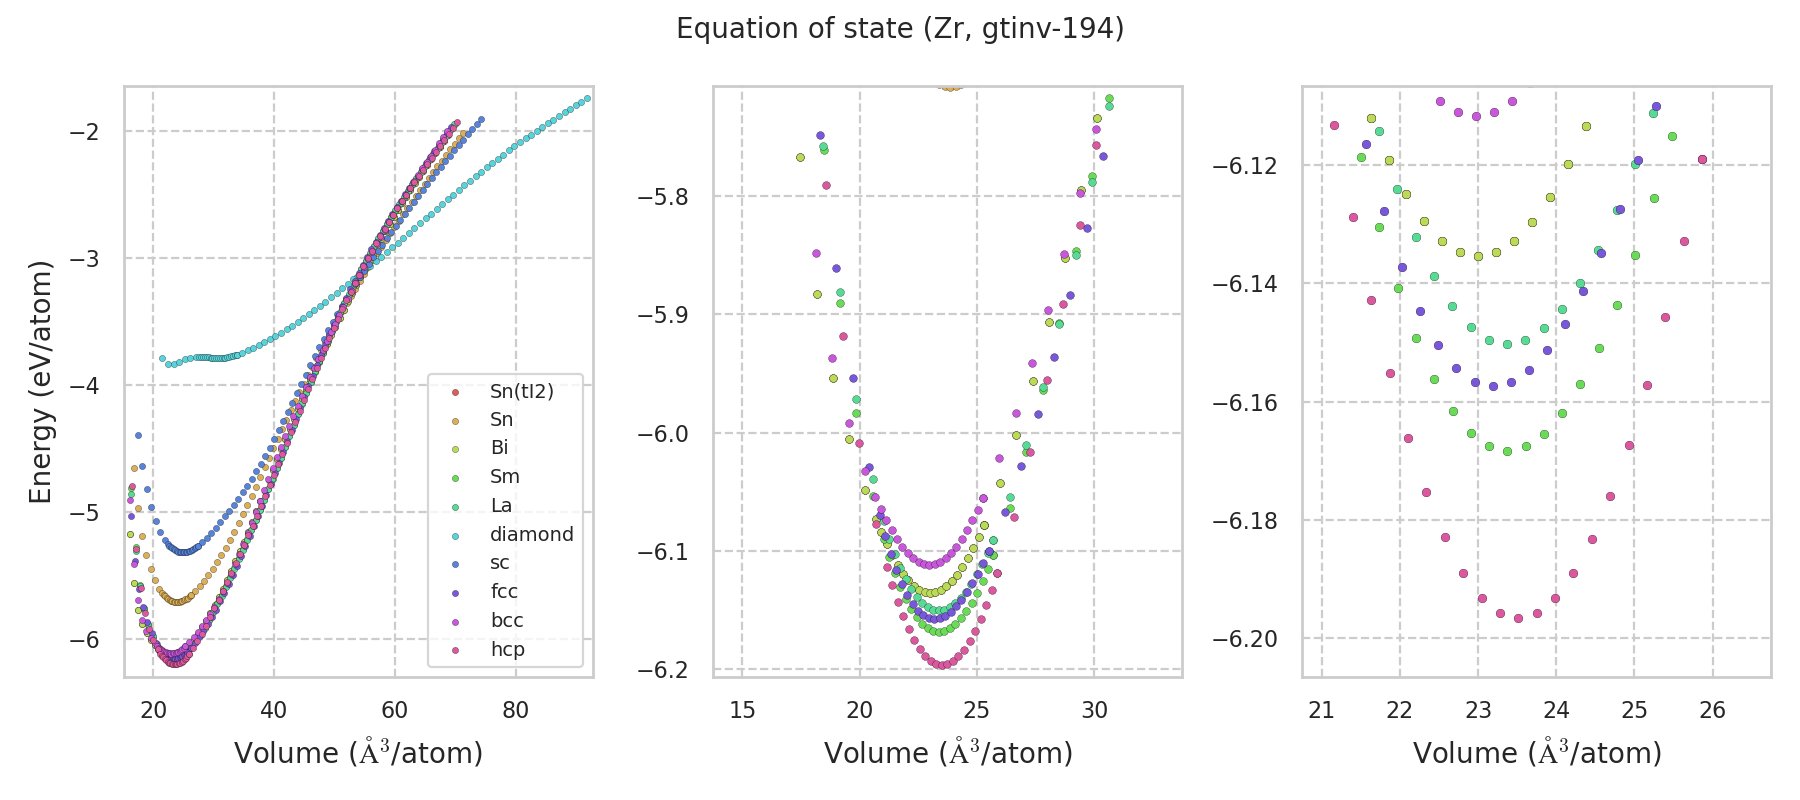 Equation of state (Zr, gtinv-194)
Energy (eV/atom)
−2
−3
−4
−5
−6
20 40 60 80
Volume (Å³/atom)
Sn(tI2)
Sn
Bi
Sm
La
diamond
sc
fcc
bcc
hcp
−5.8
−5.9
−6.0
−6.1
−6.2
15 20 25 30
Volume (Å³/atom)
−6.12
−6.14
−6.16
−6.18
−6.20
21 22 23 24 25 26
Volume (Å³/atom)